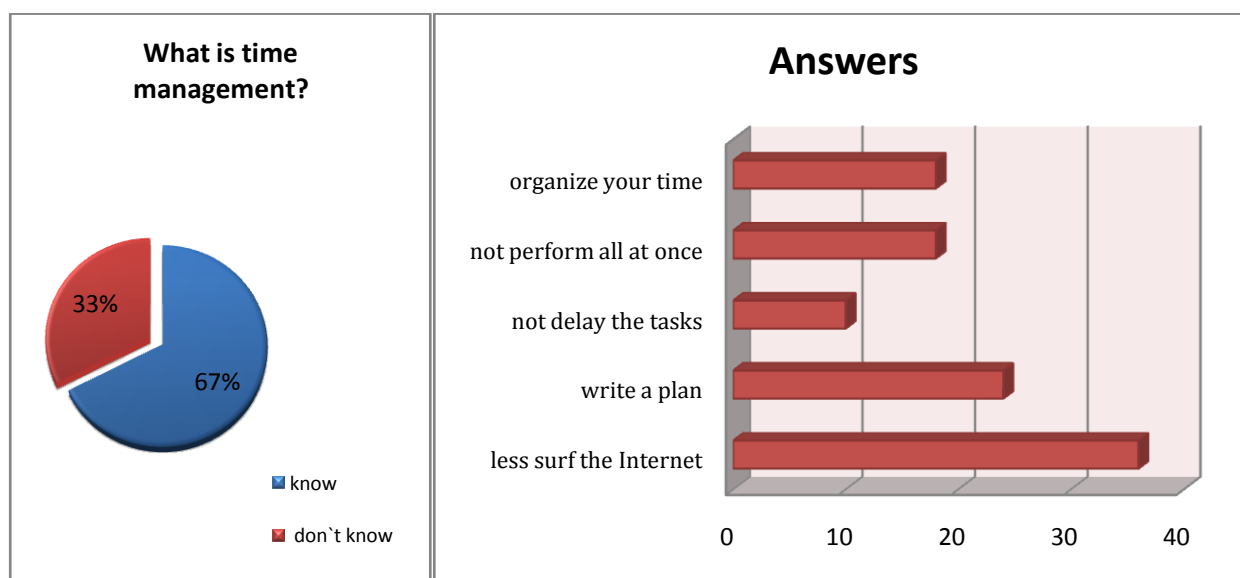 What is time
management?
33%
67%
know
don`t know
Answers
organize your time
not perform all at once
not delay the tasks
write a plan
less surf the Internet
0 10 20 30 40